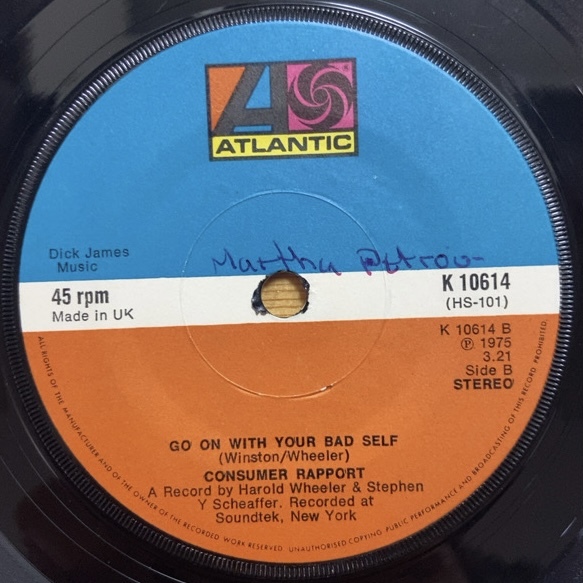 ATLANTIC
Dick James
Music
Martha
45 rpm
Made in UK
K 10614
(HS-101)
K 10614 B
Ⓟ 1975
3.21
Side B
STEREO
GO ON WITH YOUR BAD SELF
(Winston/Wheeler)
CONSUMER RAPPORT
A Record by Harold Wheeler & Stephen
Y Scheaffer. Recorded at
Soundtek, New York
ALL RIGHTS OF THE MANUFACTURER AND OF THE OWNER OF THE RECORDED WORK RESERVED. UNAUTHORISED COPYING PUBLIC PERFORMANCE AND BROADCASTING OF THIS RECORD PROHIBITED.